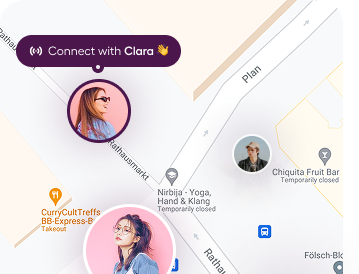 Connect with Clara 👋
Plan
Rathausmarkt
Chiquita Fruit Bar
Temporarily closed
Nirbija - Yoga,
Hand & Klang
Temporarily closed
CurryCultTreffs
BB-Express-B
Takeout
Fölsch-Blo